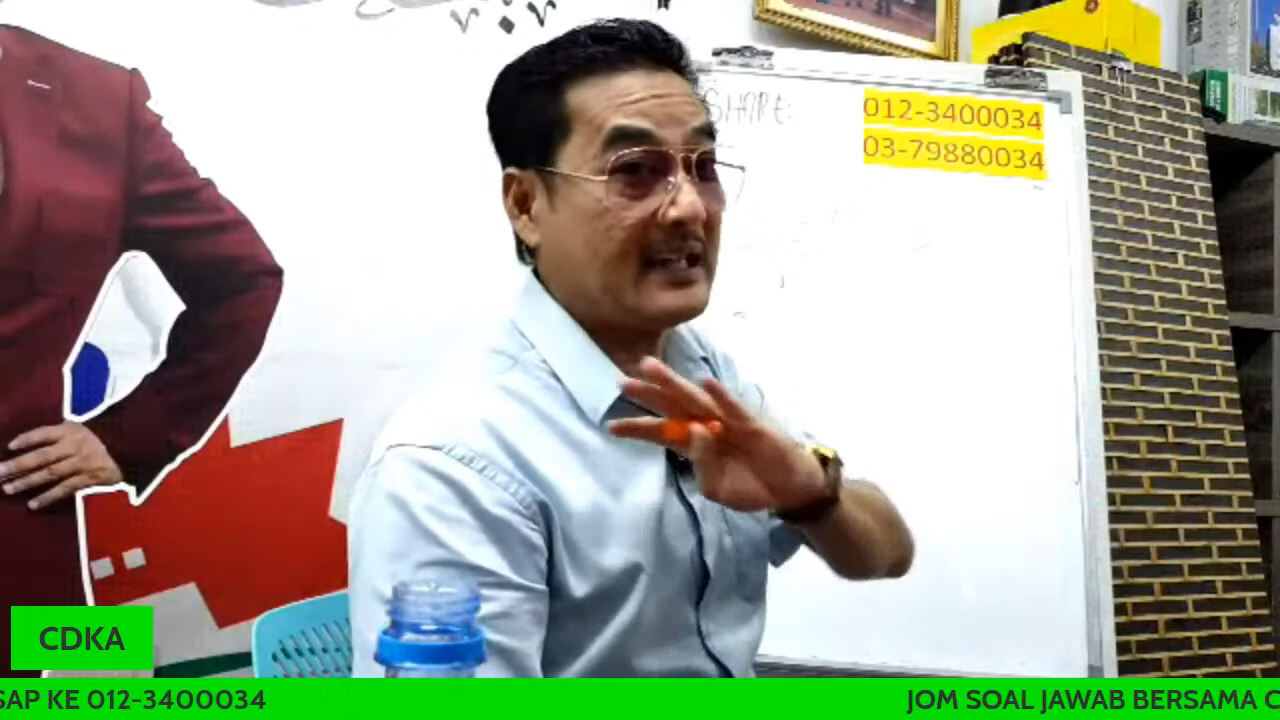 SHARE:
012-3400034
03-79880034
CDKA
SAP KE 012-3400034
JOM SOAL JAWAB BERSAMA C